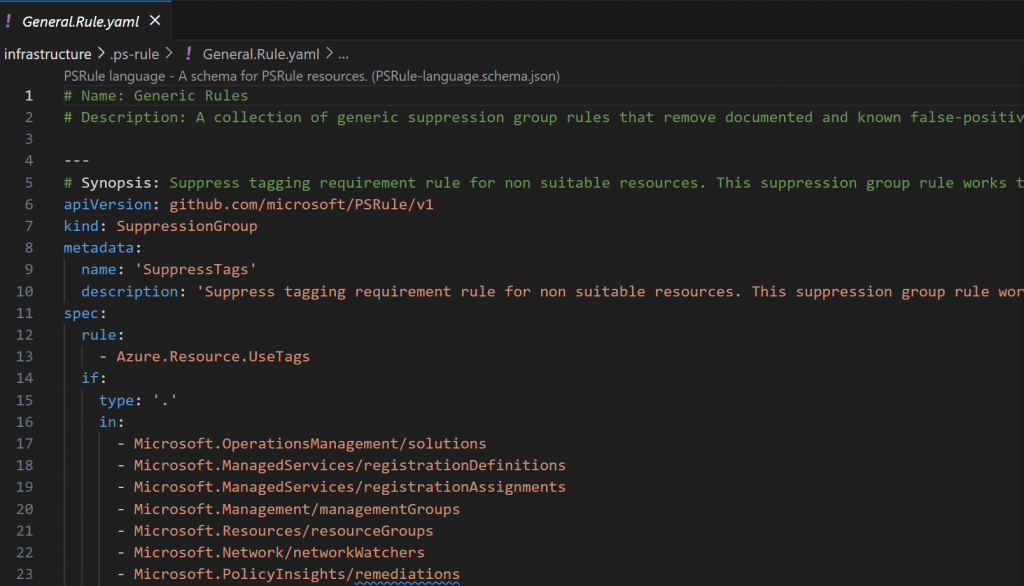 ! General.Rule.yaml ×
infrastructure > .ps-rule > ! General.Rule.yaml > ...
PSRule language - A schema for PSRule resources. (PSRule-language.schema.json)
1 # Name: Generic Rules
2 # Description: A collection of generic suppression group rules that remove documented and known false-positiv
3
4 ---
5 # Synopsis: Suppress tagging requirement rule for non suitable resources. This suppression group rule works t
6 apiVersion: github.com/microsoft/PSRule/v1
7 kind: SuppressionGroup
8 metadata:
9 name: 'SuppressTags'
10 description: 'Suppress tagging requirement rule for non suitable resources. This suppression group rule wor
11 spec:
12 rule:
13 - Azure.Resource.UseTags
14 if:
15 type: '.'
16 in:
17 - Microsoft.OperationsManagement/solutions
18 - Microsoft.ManagedServices/registrationDefinitions
19 - Microsoft.ManagedServices/registrationAssignments
20 - Microsoft.Management/managementGroups
21 - Microsoft.Resources/resourceGroups
22 - Microsoft.Network/networkWatchers
23 - Microsoft.PolicyInsights/remediations